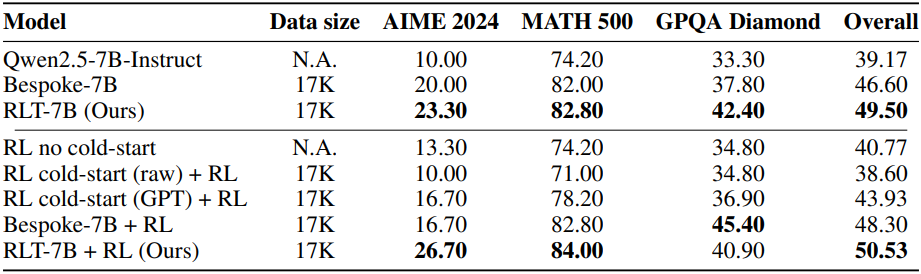 Model Data size AIME 2024 MATH 500 GPQA Diamond Overall
Qwen2.5-7B-Instruct N.A. 10.00 74.20 33.30 39.17
Bespoke-7B 17K 20.00 82.00 37.80 46.60
RLT-7B (Ours) 17K 23.30 82.80 42.40 49.50
RL no cold-start N.A. 13.30 74.20 34.80 40.77
RL cold-start (raw) + RL 17K 10.00 71.00 34.80 38.60
RL cold-start (GPT) + RL 17K 16.70 78.20 36.90 43.93
Bespoke-7B + RL 17K 16.70 82.80 45.40 48.30
RLT-7B + RL (Ours) 17K 26.70 84.00 40.90 50.53